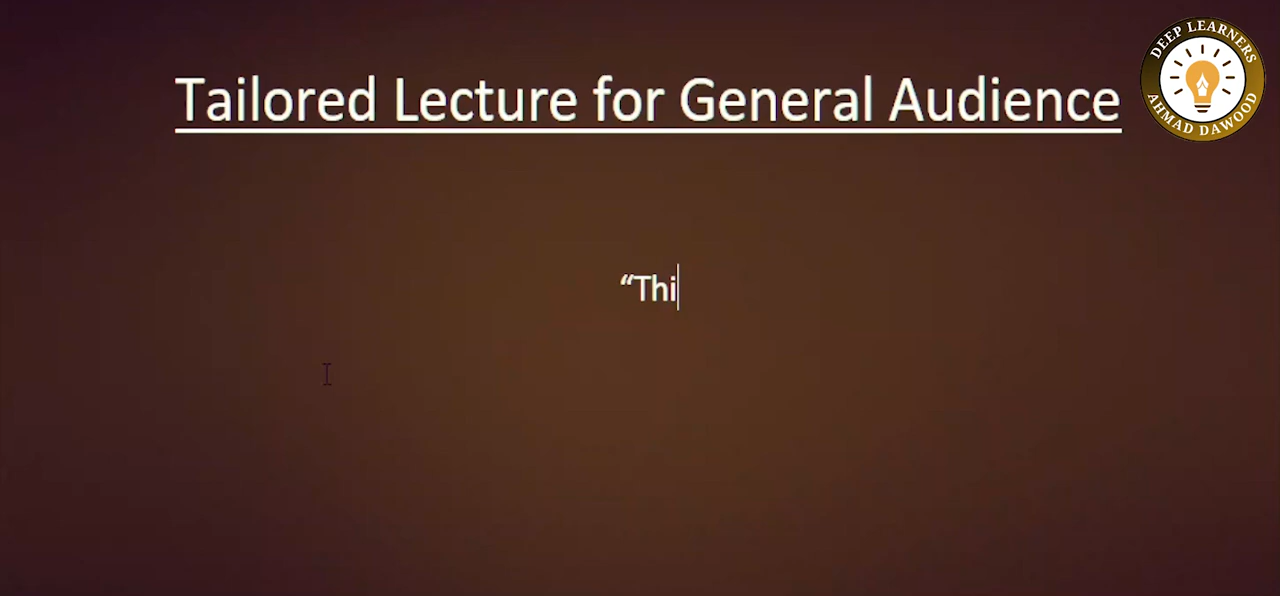 Tailored Lecture for General Audience
DEEP LEARNERS
AHMAD DAWOOD
“Thi